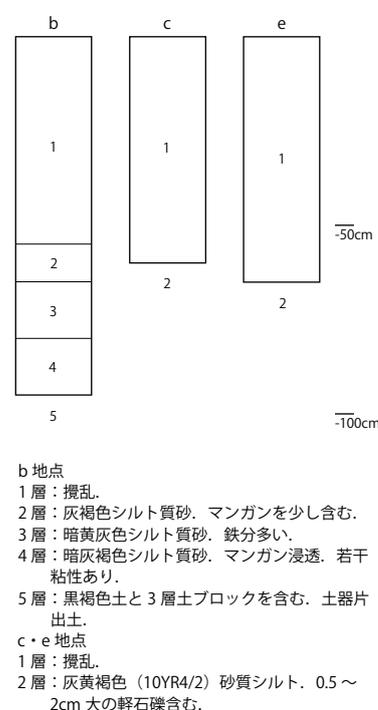 b
c
e
1
1
1
-50cm
2
2
3
2
4
5
-100cm
b 地点
1 層：攪乱．
2 層：灰褐色シルト質砂．マンガンを少し含む．
3 層：暗黄灰色シルト質砂．鉄分多い．
4 層：暗灰褐色シルト質砂．マンガン浸透．若干
粘性あり．
5 層：黒褐色土と 3 層土ブロックを含む．土器片
出土．
c・e 地点
1 層：攪乱．
2 層：灰黄褐色（10YR4/2）砂質シルト．0.5 〜
2cm 大の軽石礫含む．